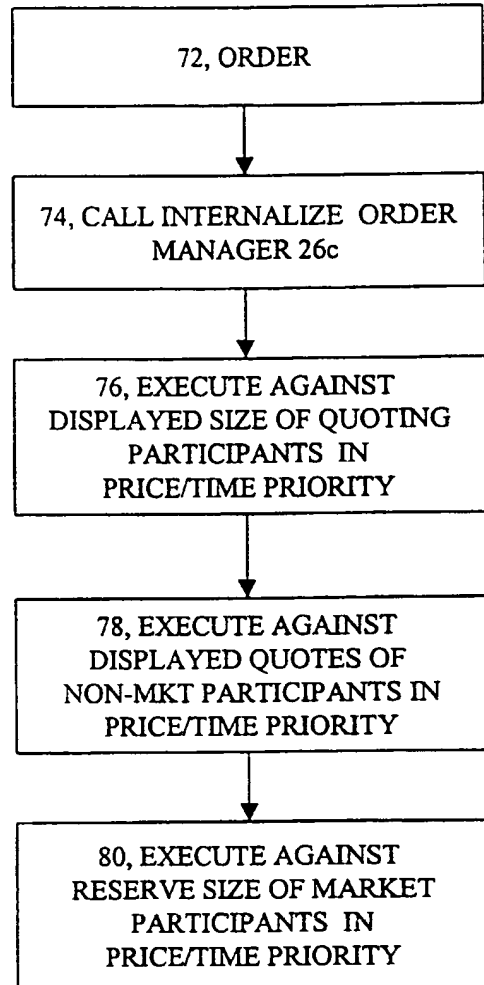 72, ORDER
74, CALL INTERNALIZE ORDER
MANAGER 26c
76, EXECUTE AGAINST
DISPLAYED SIZE OF QUOTING
PARTICIPANTS IN
PRICE/TIME PRIORITY
78, EXECUTE AGAINST
DISPLAYED QUOTES OF
NON-MKT PARTICIPANTS IN
PRICE/TIME PRIORITY
80, EXECUTE AGAINST
RESERVE SIZE OF MARKET
PARTICIPANTS IN
PRICE/TIME PRIORITY